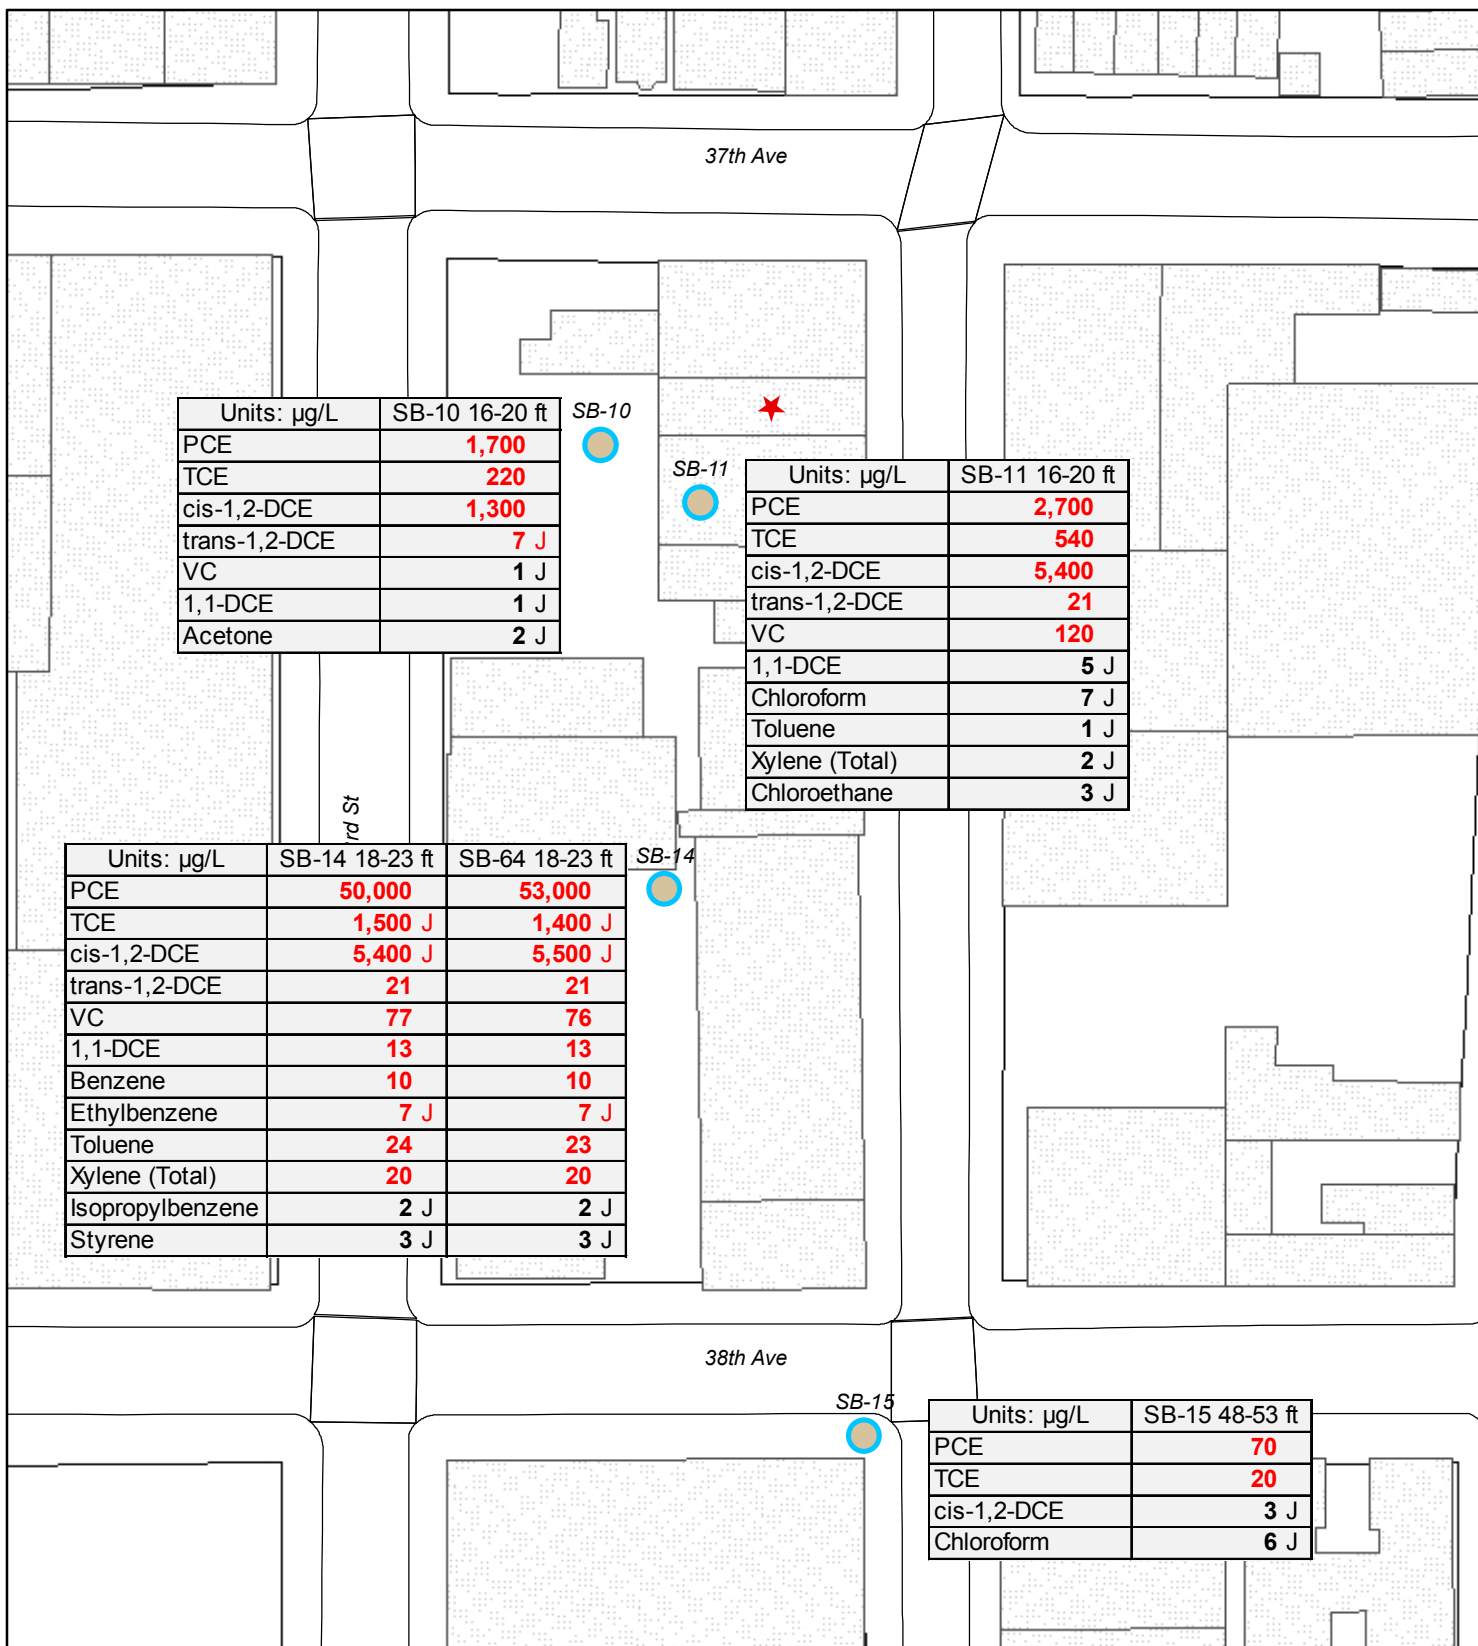 37th Ave
Units: µg/L SB-10 16-20 ft
PCE 1,700
TCE 220
cis-1,2-DCE 1,300
trans-1,2-DCE 7 J
VC 1 J
1,1-DCE 1 J
Acetone 2 J
SB-10
SB-11
Units: µg/L SB-11 16-20 ft
PCE 2,700
TCE 540
cis-1,2-DCE 5,400
trans-1,2-DCE 21
VC 120
1,1-DCE 5 J
Chloroform 7 J
Toluene 1 J
Xylene (Total) 2 J
Chloroethane 3 J
rd St
Units: µg/L SB-14 18-23 ft SB-64 18-23 ft
PCE 50,000 53,000
TCE 1,500 J 1,400 J
cis-1,2-DCE 5,400 J 5,500 J
trans-1,2-DCE 21 21
VC 77 76
1,1-DCE 13 13
Benzene 10 10
Ethylbenzene 7 J 7 J
Toluene 24 23
Xylene (Total) 20 20
Isopropylbenzene 2 J 2 J
Styrene 3 J 3 J
SB-14
38th Ave
SB-15
Units: µg/L SB-15 48-53 ft
PCE 70
TCE 20
cis-1,2-DCE 3 J
Chloroform 6 J